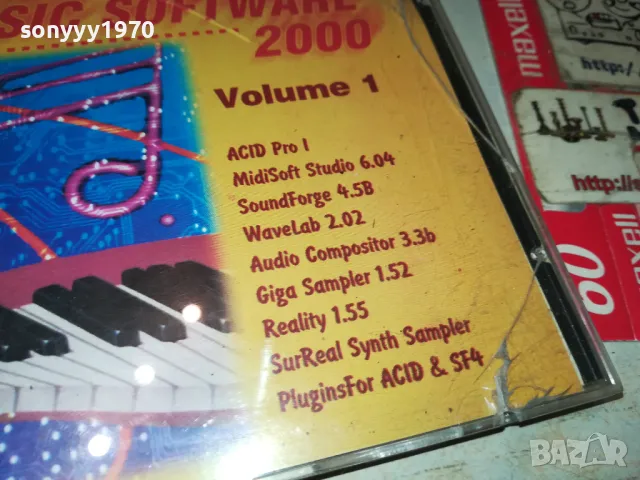 sonyyy1970
SOFTWARE
2000
Volume 1
ACID Pro 1
MidiSoft Studio 6.04
SoundForge 4.5B
WaveLab 2.02
Audio Compositor 3.3b
Giga Sampler 1.52
Reality 1.55
SurReal Synth Sampler
PluginsFor ACID & SF4
maxell
http:/
http://s
maxell
60
BAZAR
bg